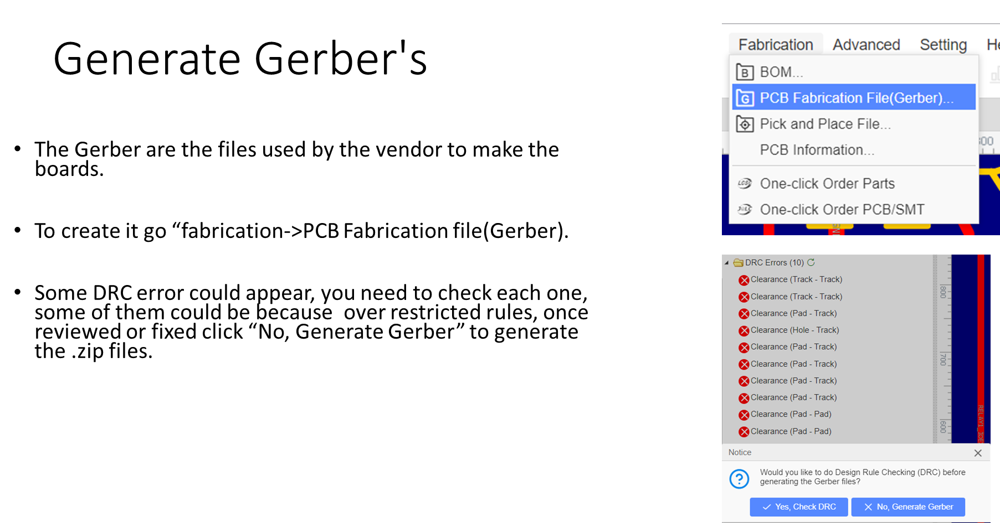 Generate Gerber's
• The Gerber are the files used by the vendor to make the
boards.
• To create it go “fabrication->PCB Fabrication file(Gerber).
• Some DRC error could appear, you need to check each one,
some of them could be because  over restricted rules, once
reviewed or fixed click “No, Generate Gerber” to generate
the .zip files.
Fabrication Advanced Setting He
B BOM...
G PCB Fabrication File(Gerber)...
Pick and Place File...
PCB Information...
One-click Order Parts
One-click Order PCB/SMT
DRC Errors (10)
Clearance (Track - Track)
Clearance (Track - Track)
Clearance (Pad - Track)
Clearance (Hole - Track)
Clearance (Pad - Track)
Clearance (Pad - Track)
Clearance (Pad - Track)
Clearance (Pad - Track)
Clearance (Pad - Pad)
Clearance (Pad - Pad)
800
700
600
Notice
Would you like to do Design Rule Checking (DRC) before
generating the Gerber files?
Yes, Check DRC
No, Generate Gerber